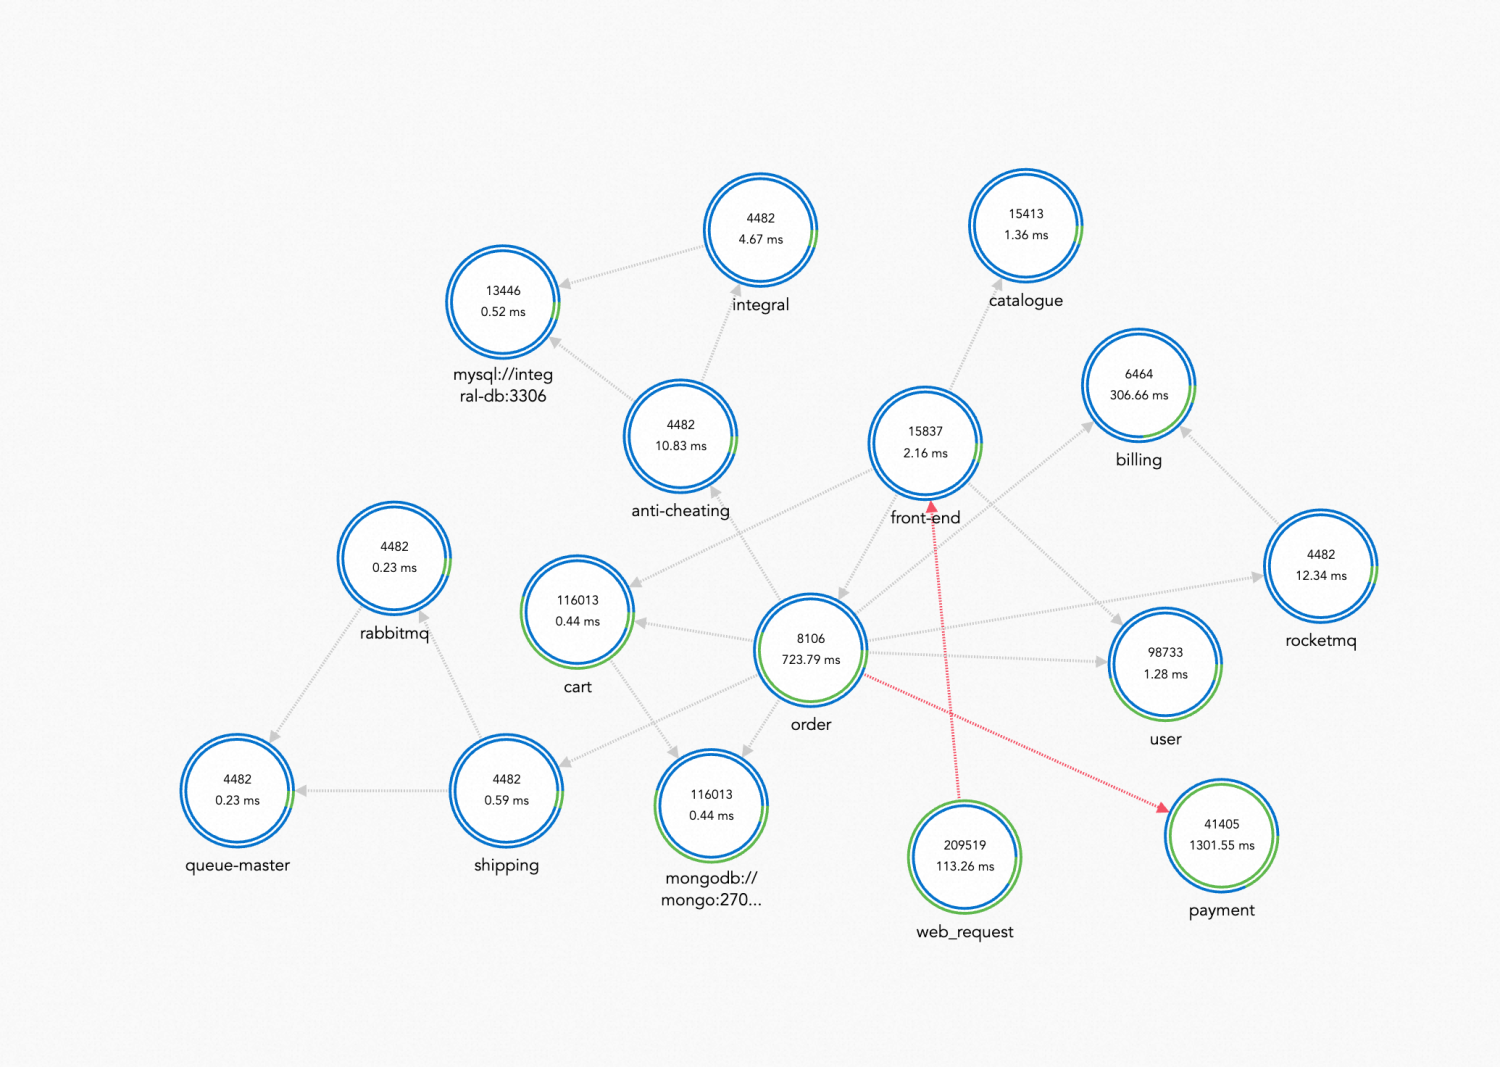 4482
4.67 ms
integral
15413
1.36 ms
catalogue
13446
0.52 ms
mysql://integ
ral-db:3306
6464
306.66 ms
billing
4482
10.83 ms
anti-cheating
15837
2.16 ms
front-end
4482
0.23 ms
rabbitmq
4482
12.34 ms
rocketmq
116013
0.44 ms
cart
8106
723.79 ms
order
98733
1.28 ms
user
4482
0.23 ms
queue-master
4482
0.59 ms
shipping
116013
0.44 ms
mongodb://
mongo:270...
209519
113.26 ms
web_request
41405
1301.55 ms
payment